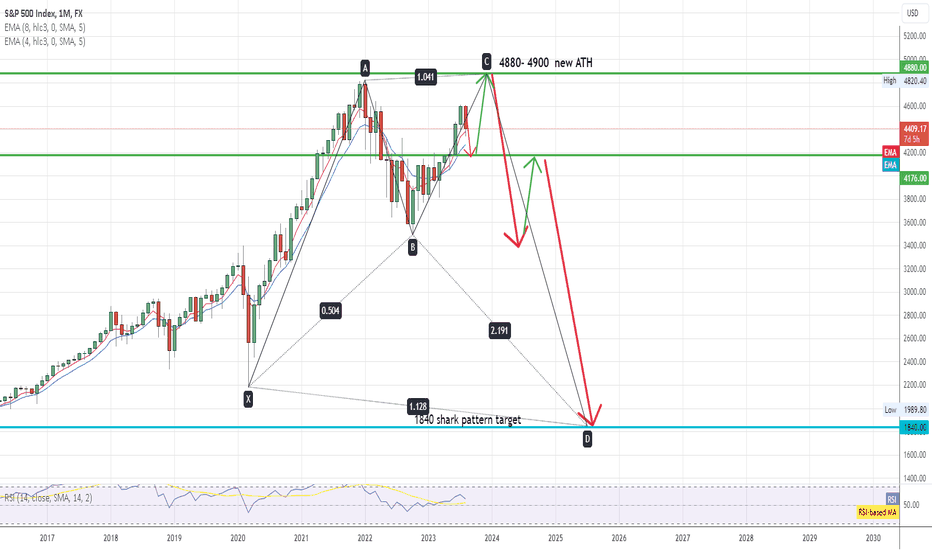 S&P 500 Index, 1M, FX
EMA (8, hlc3, 0, SMA, 5)
EMA (4, hlc3, 0, SMA, 5)
USD
5200.00
5000.00
C 4880- 4900 new ATH
4880.00
A
1.041
High 4820.40
4600.00
4409.17
7d 5h
EMA
4200.00
EMA
4176.00
4000.00
3800.00
3600.00
B
3400.00
3200.00
0.504
2.191
3000.00
2800.00
2600.00
2400.00
2200.00
X
1.128
Low 1989.80
1840 shark pattern target
1840.00
D
1600.00
1400.00
RSI (14, close, SMA, 14, 2)
RSI
50.00
RSI-based MA
2017 2018 2019 2020 2021 2022 2023 2024 2025 2026 2027 2028 2029 2030